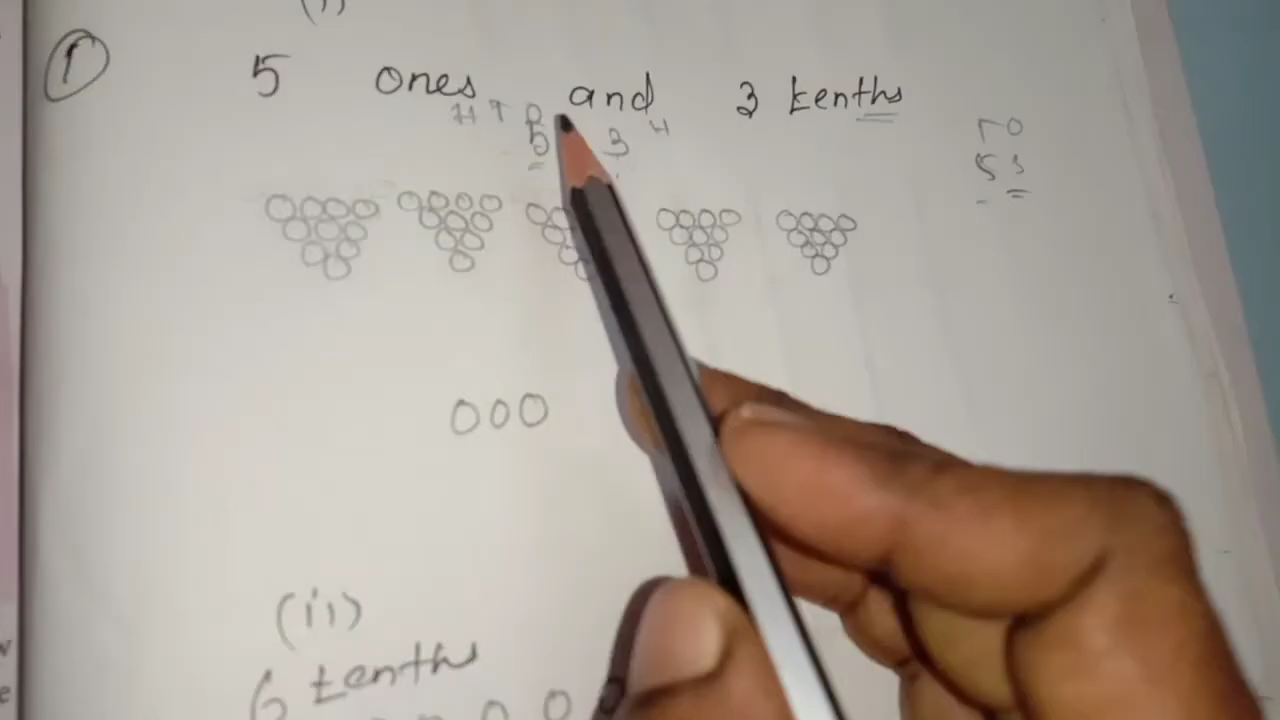 (i)
1 5 ones and 3 tenths
H T O
5 3 H
T O
5 3
(ii)
6 tenths